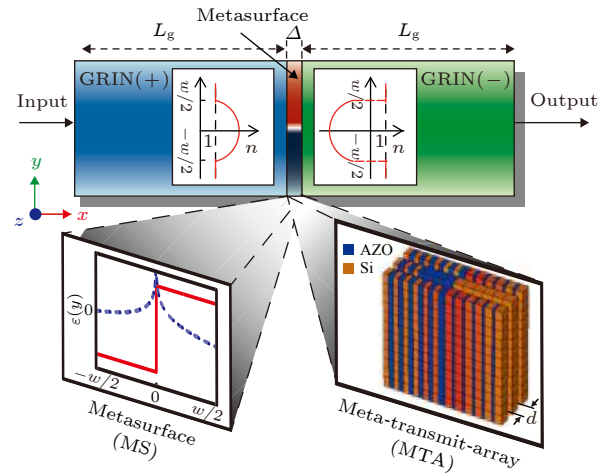 Metasurface
L_g Δ L_g
GRIN(+) GRIN(−)
w/2 −w/2 1 n
w/2 −w/2 1 n
Input Output
y
z x
AZO
Si
ε(y)
0
−w/2 0 w/2
d
Metasurface
(MS)
Meta-transmit-array
(MTA)